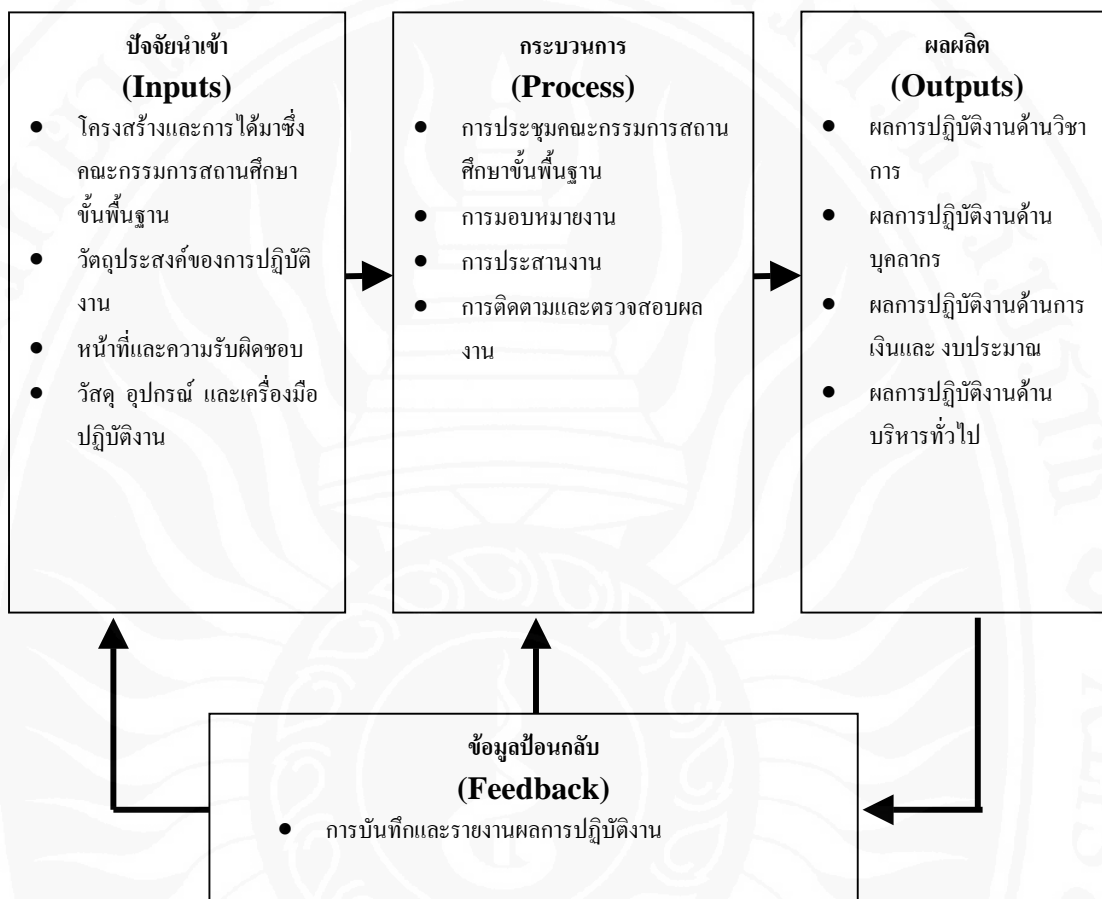 ปัจจัยนำเข้า
(Inputs)
● โครงสร้างและการได้มาซึ่ง
คณะกรรมการสถานศึกษา
ขั้นพื้นฐาน
● วัตถุประสงค์ของการปฏิบัติ
งาน
● หน้าที่และความรับผิดชอบ
● วัสดุ อุปกรณ์ และเครื่องมือ
ปฏิบัติงาน
กระบวนการ
(Process)
● การประชุมคณะกรรมการสถาน
ศึกษาขั้นพื้นฐาน
● การมอบหมายงาน
● การประสานงาน
● การติดตามและตรวจสอบผล
งาน
ผลผลิต
(Outputs)
● ผลการปฏิบัติงานด้านวิชา
การ
● ผลการปฏิบัติงานด้าน
บุคลากร
● ผลการปฏิบัติงานด้านการ
เงินและ งบประมาณ
● ผลการปฏิบัติงานด้าน
บริหารทั่วไป
ข้อมูลป้อนกลับ
(Feedback)
● การบันทึกและรายงานผลการปฏิบัติงาน